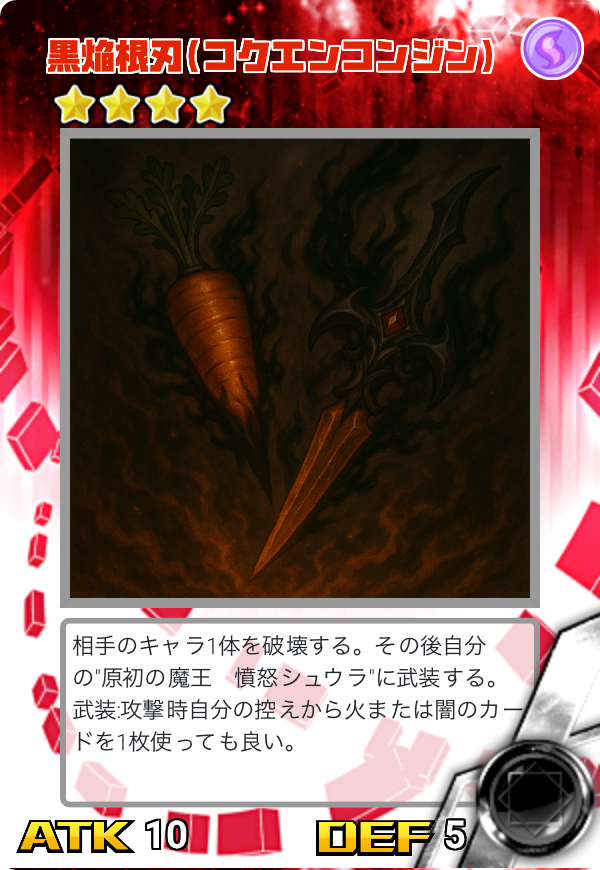 黒焔根刃(コクエンコンジン)
相手のキャラ1体を破壊する。その後自分
の"原初の魔王　憤怒シュウラ"に武装する。
武装:攻撃時自分の控えから火または闇のカー
ドを1枚使っても良い。
ATK 10 DEF 5